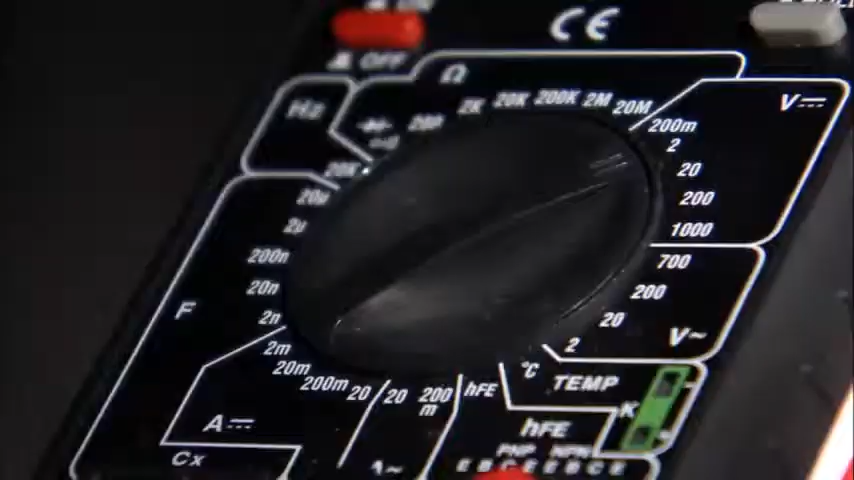 CE
OFF
Ω
Hz
2K 20K 200K 2M 20M
V
200m
2
20
200
1000
700
200
20
2
V~
20K
20u
2u
200n
20n
2n
F
2m
20m
200m
20
20
200
m
hFE
°C
TEMP
K
A
Cx
hFE
PNP NPN
E B C E E B C E